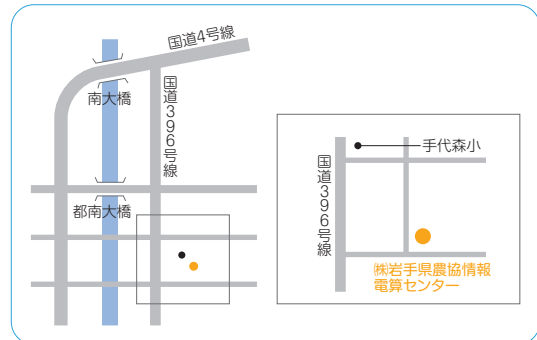 国道4号線
南大橋
国道396号線
都南大橋
手代森小
国道396号線
㈱岩手県農協情報
電算センター